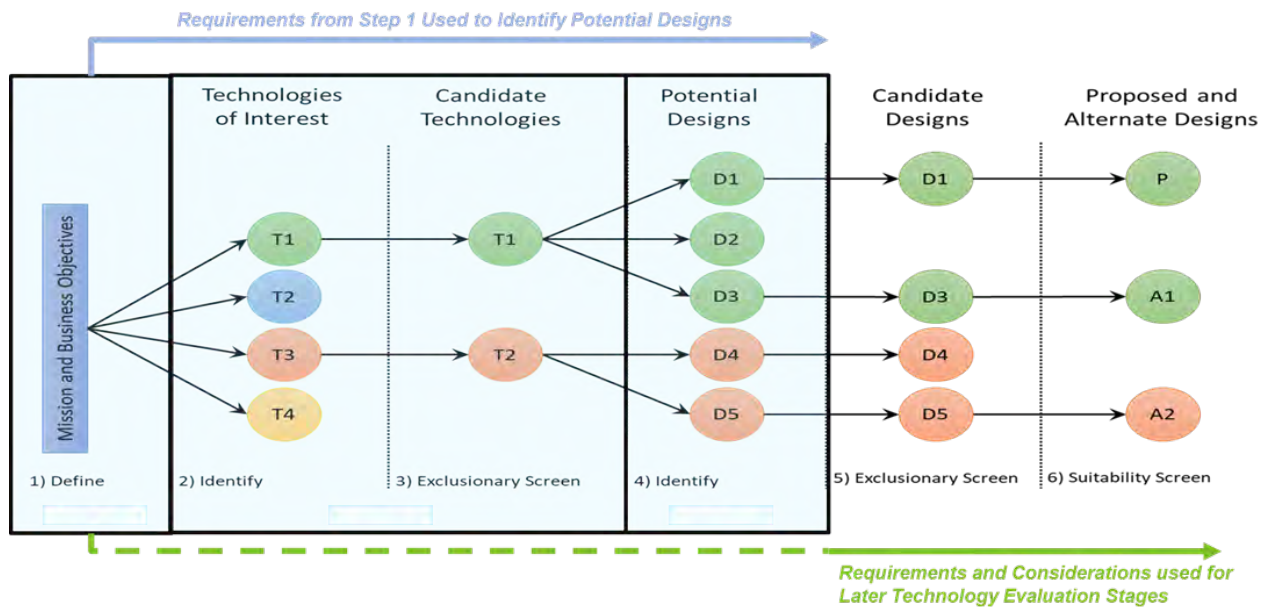 Requirements from Step 1 Used to Identify Potential Designs
Technologies
of Interest
Candidate
Technologies
Potential
Designs
Candidate
Designs
Proposed and
Alternate Designs
Mission and Business Objectives
T1
T2
T3
T4
T1
T2
D1
D2
D3
D4
D5
D1
D3
D4
D5
P
A1
A2
1) Define
2) Identify
3) Exclusionary Screen
4) Identify
5) Exclusionary Screen
6) Suitability Screen
Requirements and Considerations used for
Later Technology Evaluation Stages